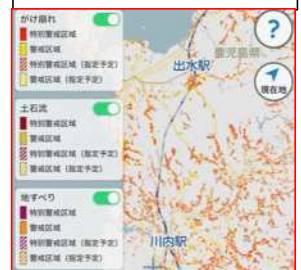 がけ崩れ
特別警戒区域
警戒区域
特別警戒区域（指定予定）
警戒区域（指定予定）
土石流
特別警戒区域
警戒区域
特別警戒区域（指定予定）
警戒区域（指定予定）
地すべり
特別警戒区域
警戒区域
特別警戒区域（指定予定）
警戒区域（指定予定）
?
鹿児島県
出水駅
現在地
川内駅